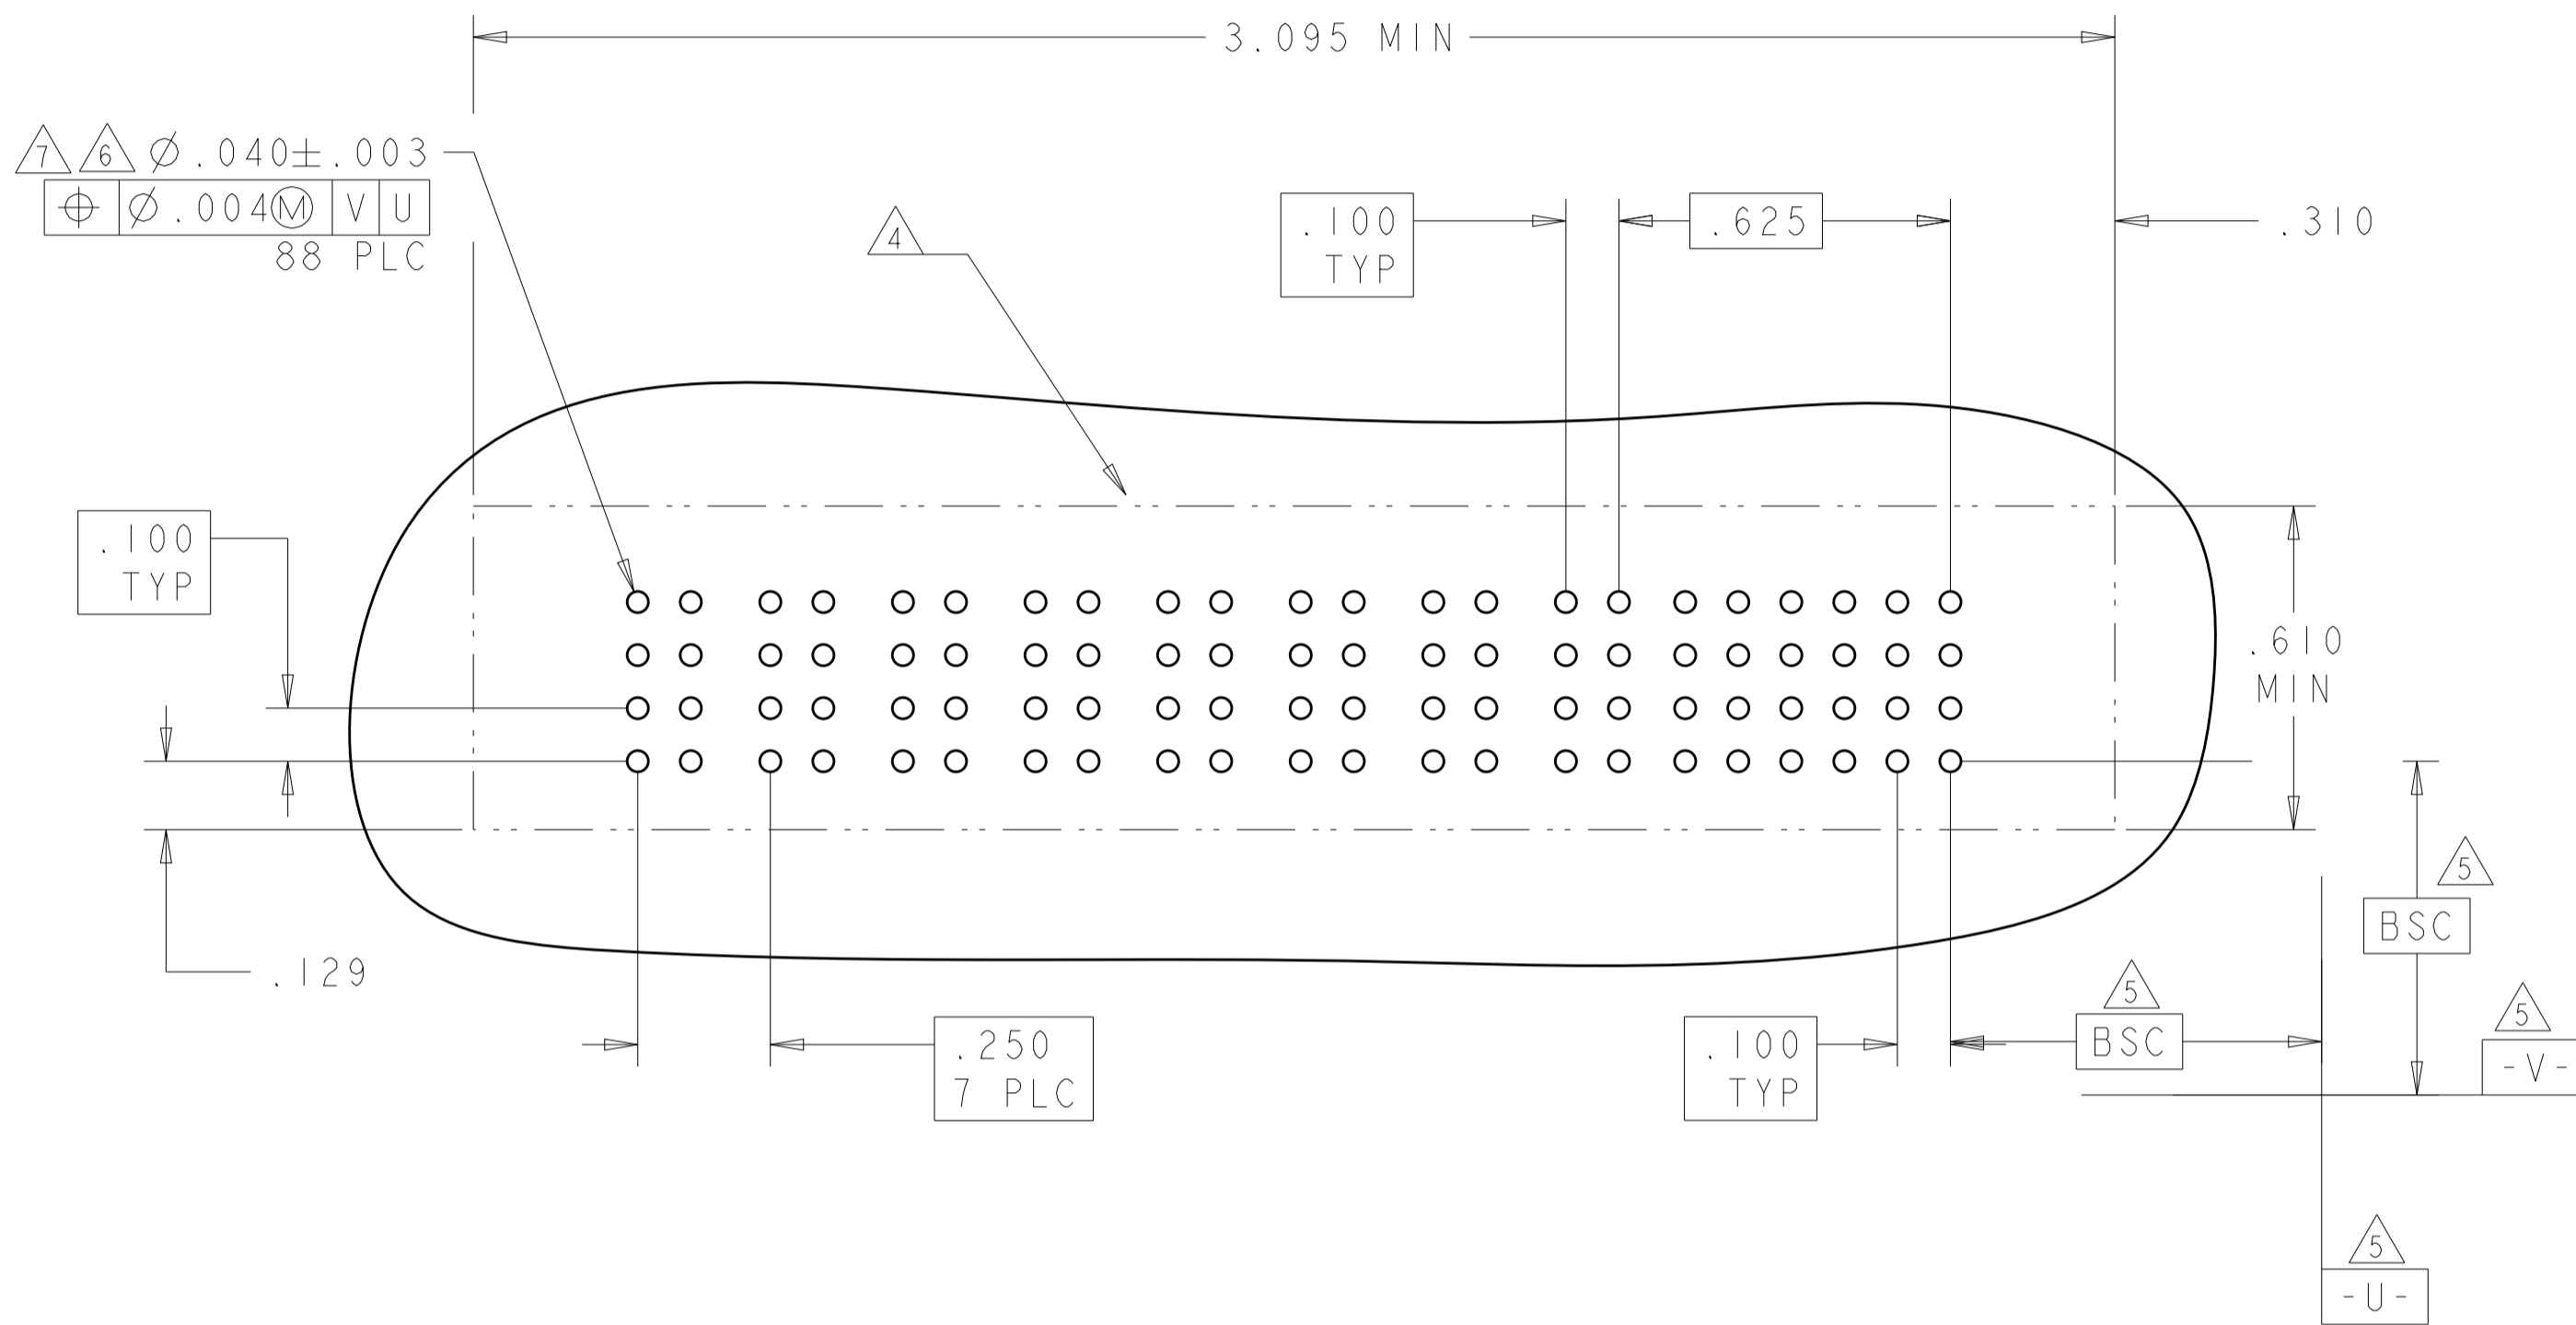 3.095 MIN
7 6 Ø.040±.003
⌖ Ø.004Ⓜ V U
88 PLC
4
.100
TYP
.625
.310
.100
TYP
.610
MIN
.129
.250
7 PLC
.100
TYP
5
BSC
5
BSC
5
-V-
5
-U-